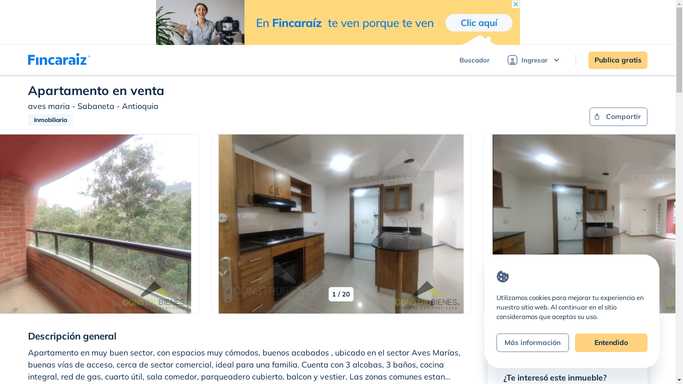 En Fincaraíz te ven porque te ven
Clic aquí
Fincaraíz
Buscador
Ingresar
Publica gratis
Apartamento en venta
aves maria - Sabaneta - Antioquia
Inmobiliaria
Compartir
1 / 20
Utilizamos cookies para mejorar tu experiencia en
nuestro sitio web. Al continuar en el sitio
consideramos que aceptas su uso.
Más información
Entendido
Descripción general
Apartamento en muy buen sector, con espacios muy cómodos, buenos acabados , ubicado en el sector Aves Marías,
buenas vías de acceso, cerca de sector comercial, ideal para una familia. Cuenta con 3 alcobas, 3 baños, cocina
integral, red de gas, cuarto útil, sala comedor, parqueadero cubierto, balcon y vestier. Las zonas comunes estan...
¿Te interesó este inmueble?